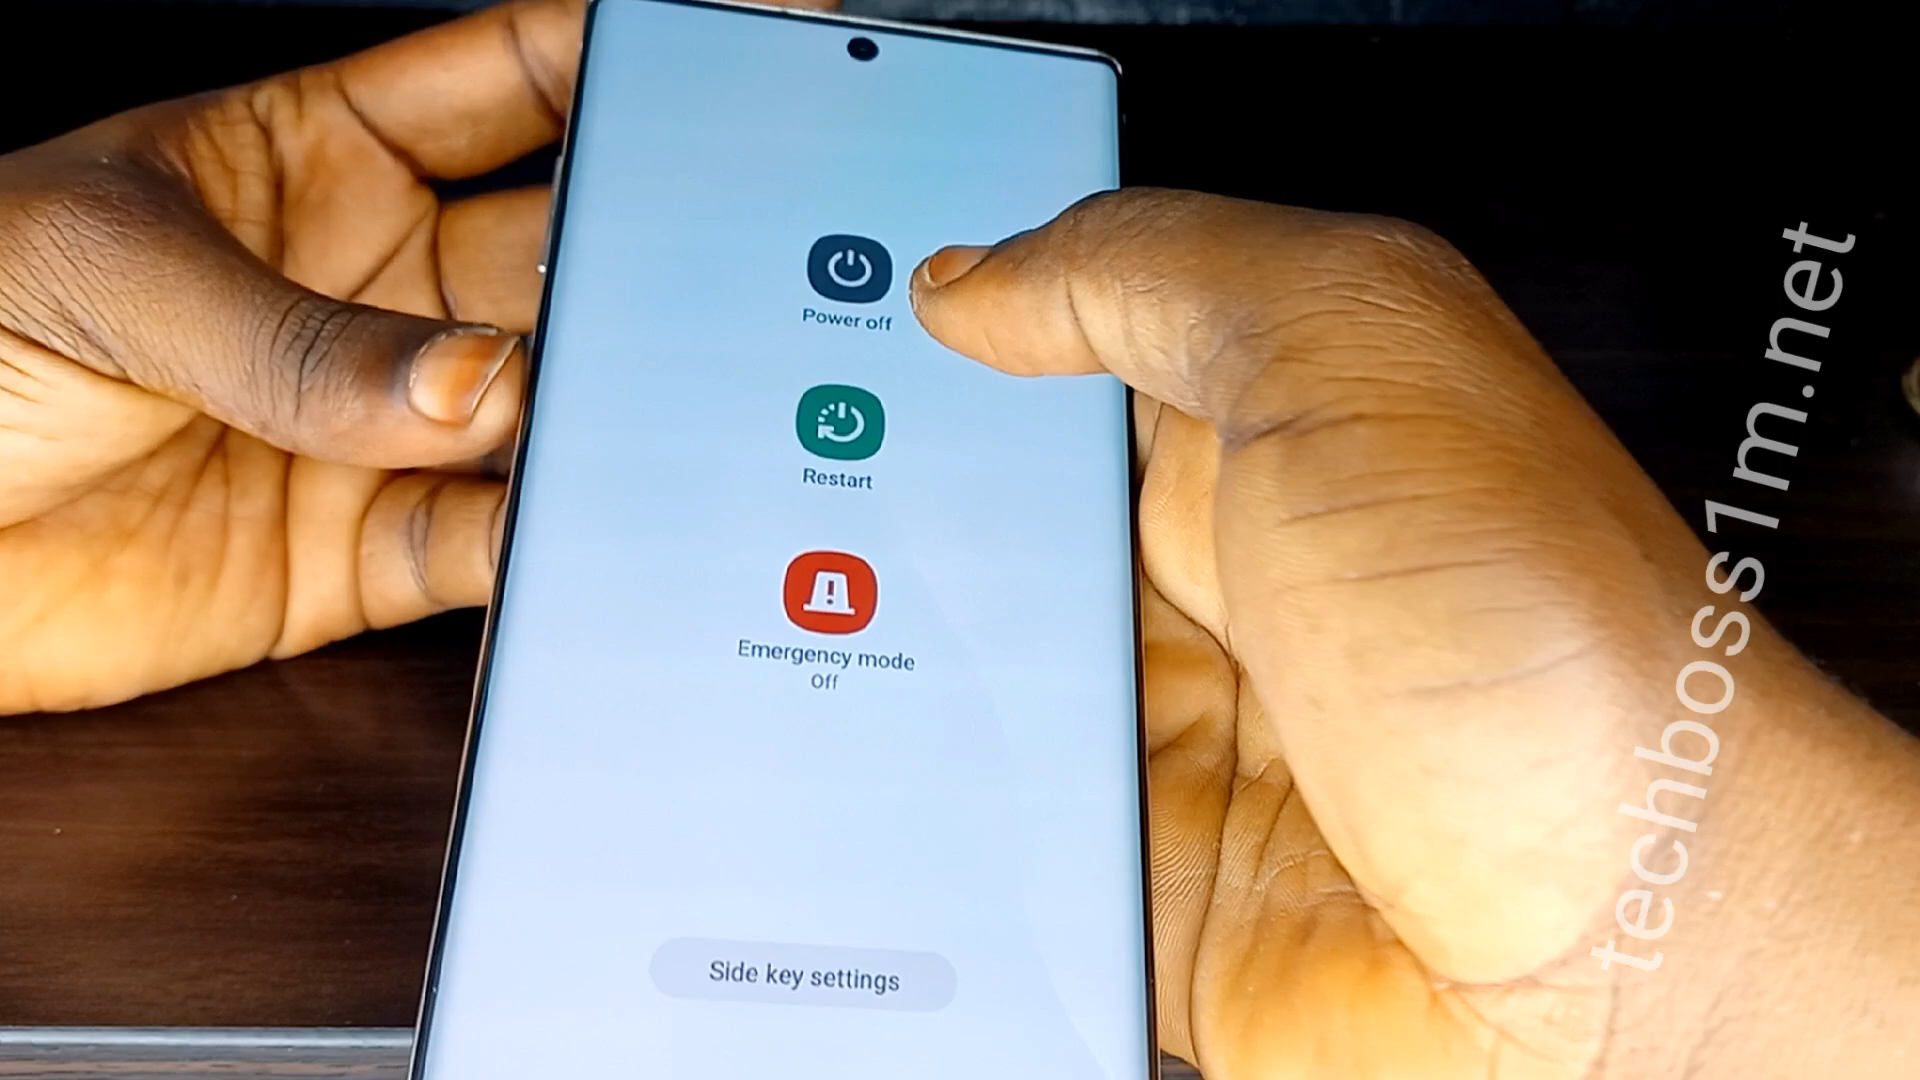 Power off
Restart
Emergency mode
Off
Side key settings
techboss1m.net